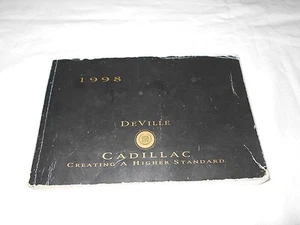 1998
DEVILLE
CADILLAC
CREATING A HIGHER STANDARD